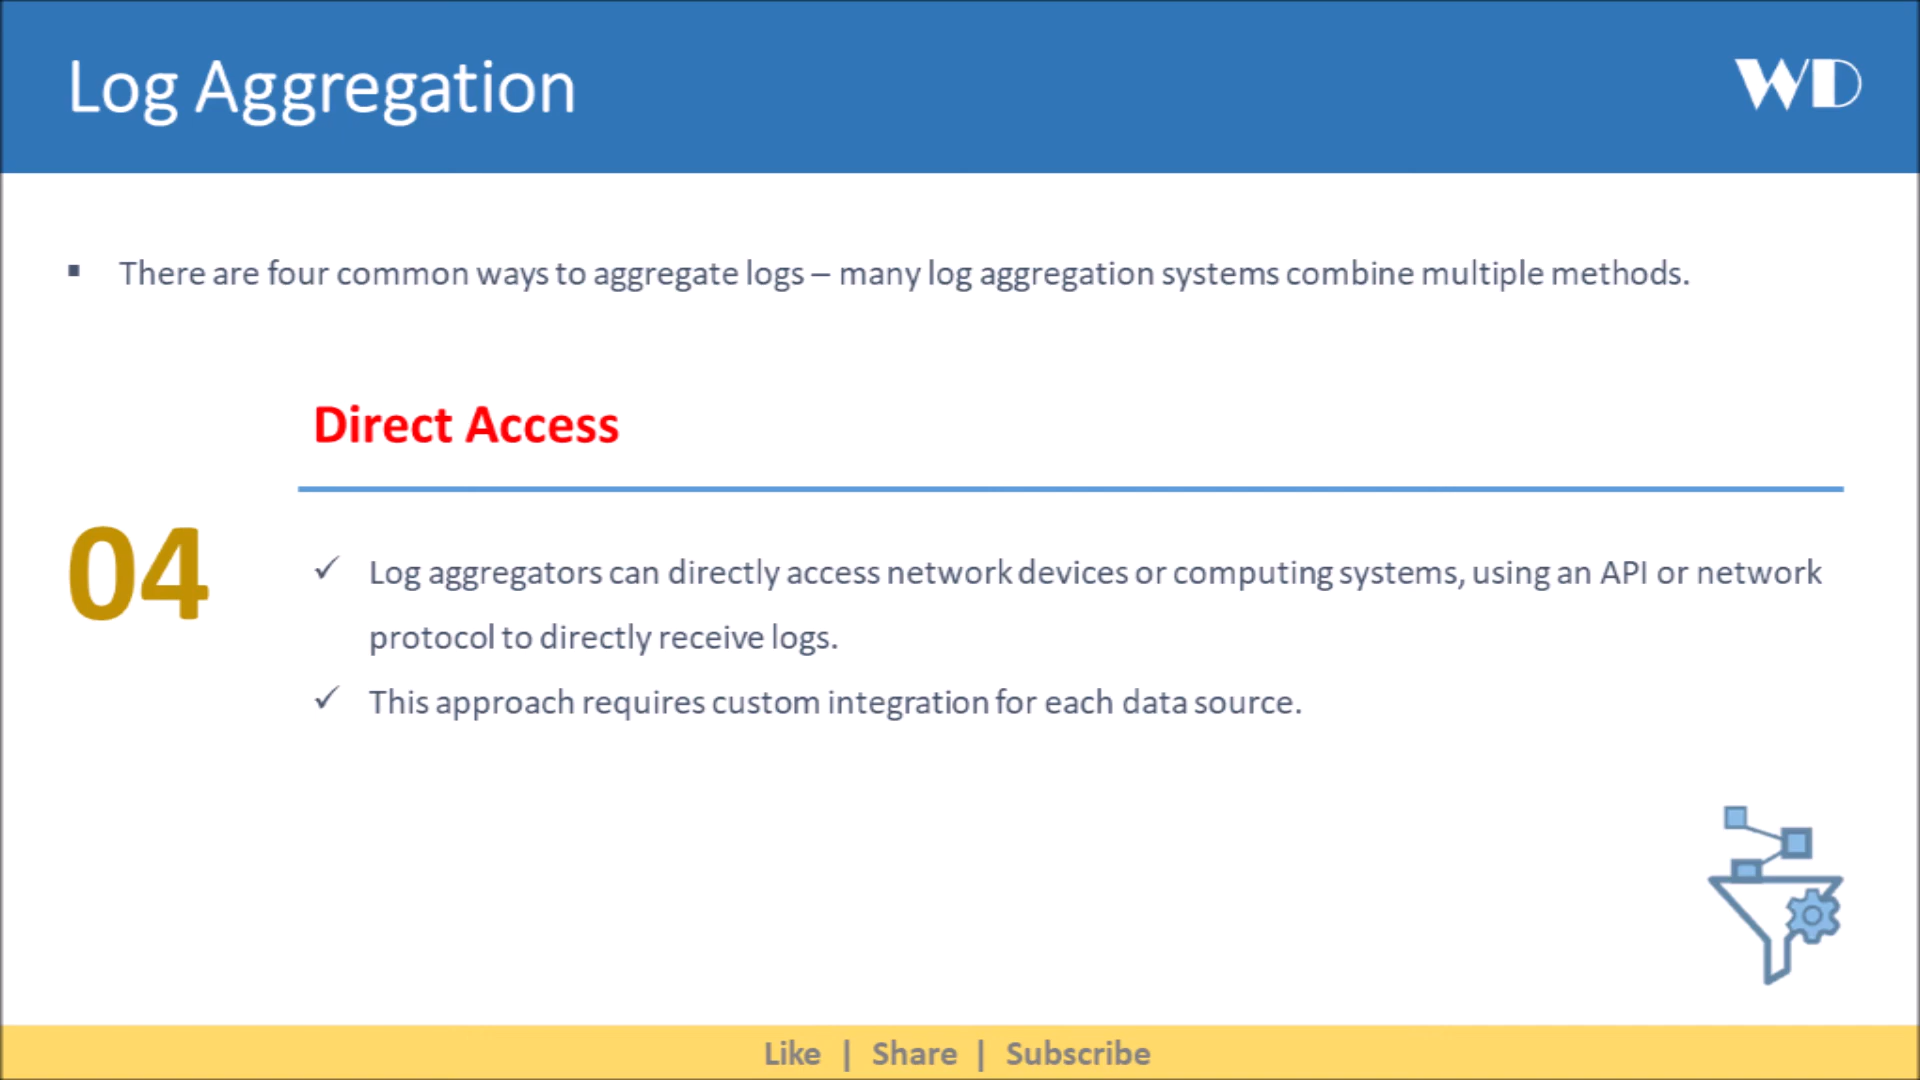 Log Aggregation
WD
▪ There are four common ways to aggregate logs – many log aggregation systems combine multiple methods.
Direct Access
04
✓ Log aggregators can directly access network devices or computing systems, using an API or network
protocol to directly receive logs.
✓ This approach requires custom integration for each data source.
Like | Share | Subscribe